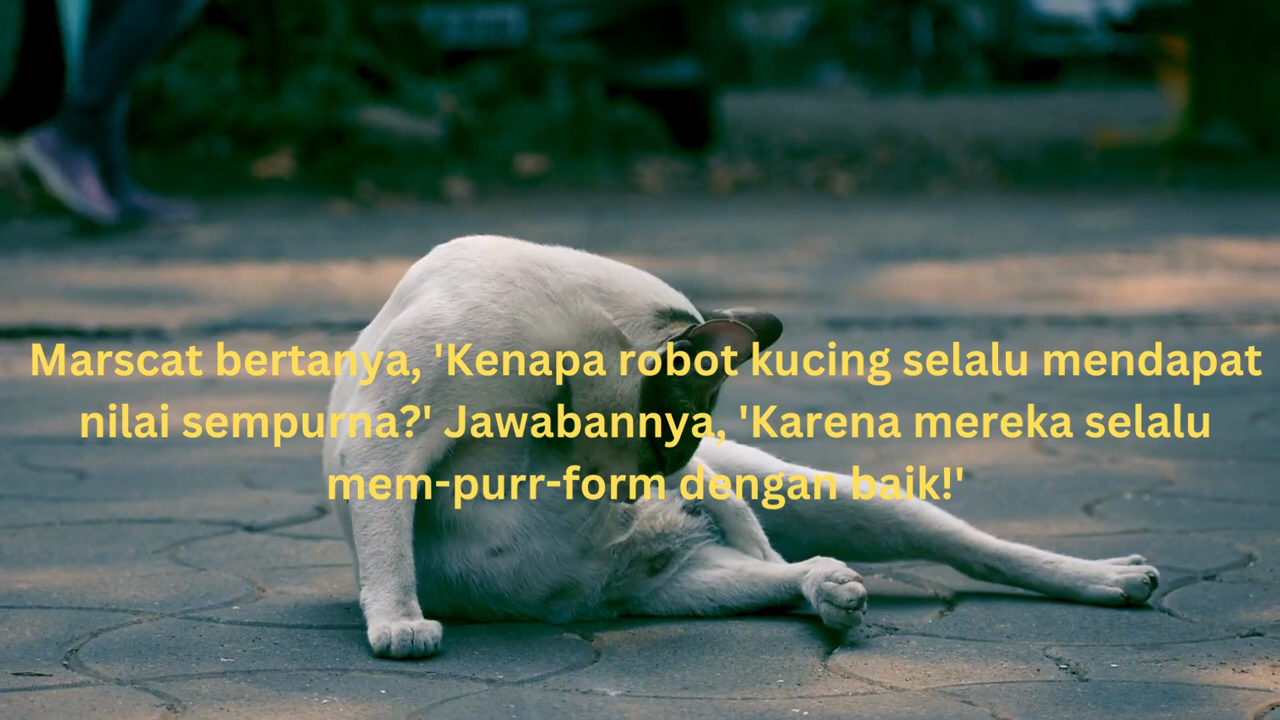 Marscat bertanya, 'Kenapa robot kucing selalu mendapat
nilai sempurna?' Jawabannya, 'Karena mereka selalu
mem-purr-form dengan baik!'